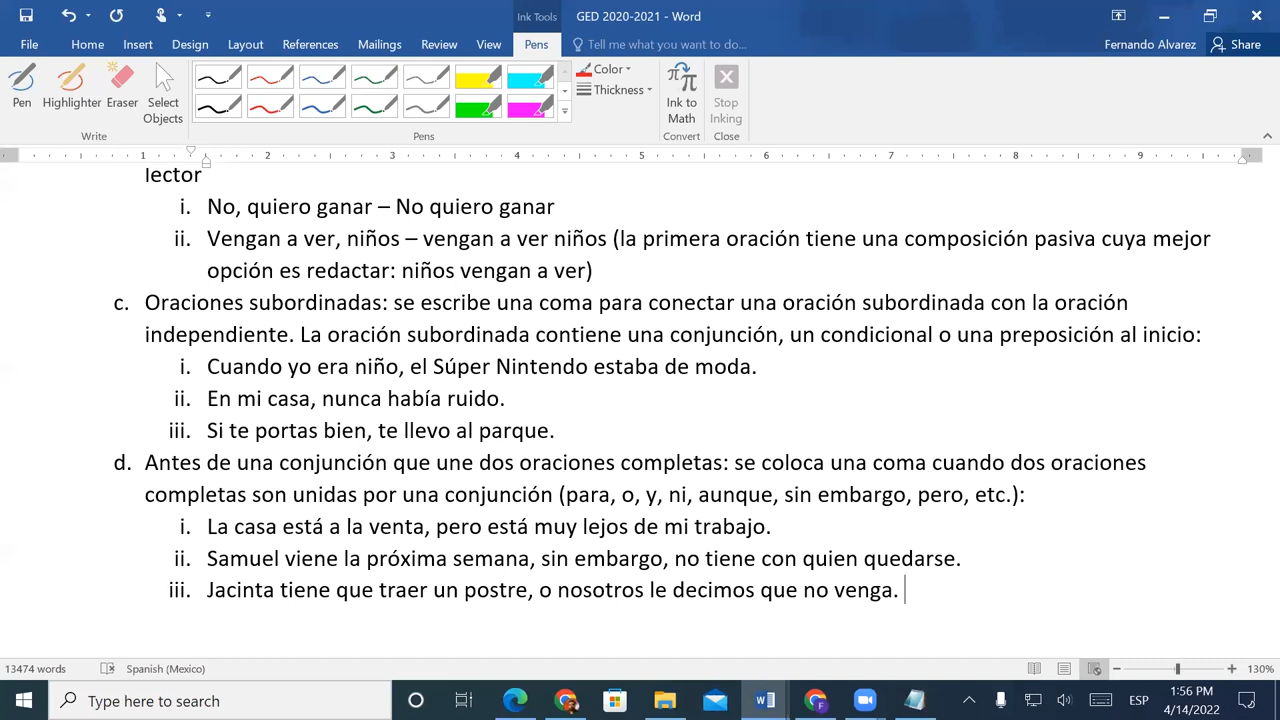 Ink Tools
GED 2020-2021 - Word
File Home Insert Design Layout References Mailings Review View Pens Tell me what you want to do... Fernando Alvarez Share
Pen Highlighter Eraser Select Objects
Color
Thickness
Ink to Math
Stop Inking
Write Pens Convert Close
1 1 2 3 4 5 6 7 8 9
lector
i. No, quiero ganar – No quiero ganar
ii. Vengan a ver, niños – vengan a ver niños (la primera oración tiene una composición pasiva cuya mejor
opción es redactar: niños vengan a ver)
c. Oraciones subordinadas: se escribe una coma para conectar una oración subordinada con la oración
independiente. La oración subordinada contiene una conjunción, un condicional o una preposición al inicio:
i. Cuando yo era niño, el Súper Nintendo estaba de moda.
ii. En mi casa, nunca había ruido.
iii. Si te portas bien, te llevo al parque.
d. Antes de una conjunción que une dos oraciones completas: se coloca una coma cuando dos oraciones
completas son unidas por una conjunción (para, o, y, ni, aunque, sin embargo, pero, etc.):
i. La casa está a la venta, pero está muy lejos de mi trabajo.
ii. Samuel viene la próxima semana, sin embargo, no tiene con quien quedarse.
iii. Jacinta tiene que traer un postre, o nosotros le decimos que no venga.
13474 words Spanish (Mexico) 130%
Type here to search ESP 1:56 PM
4/14/2022